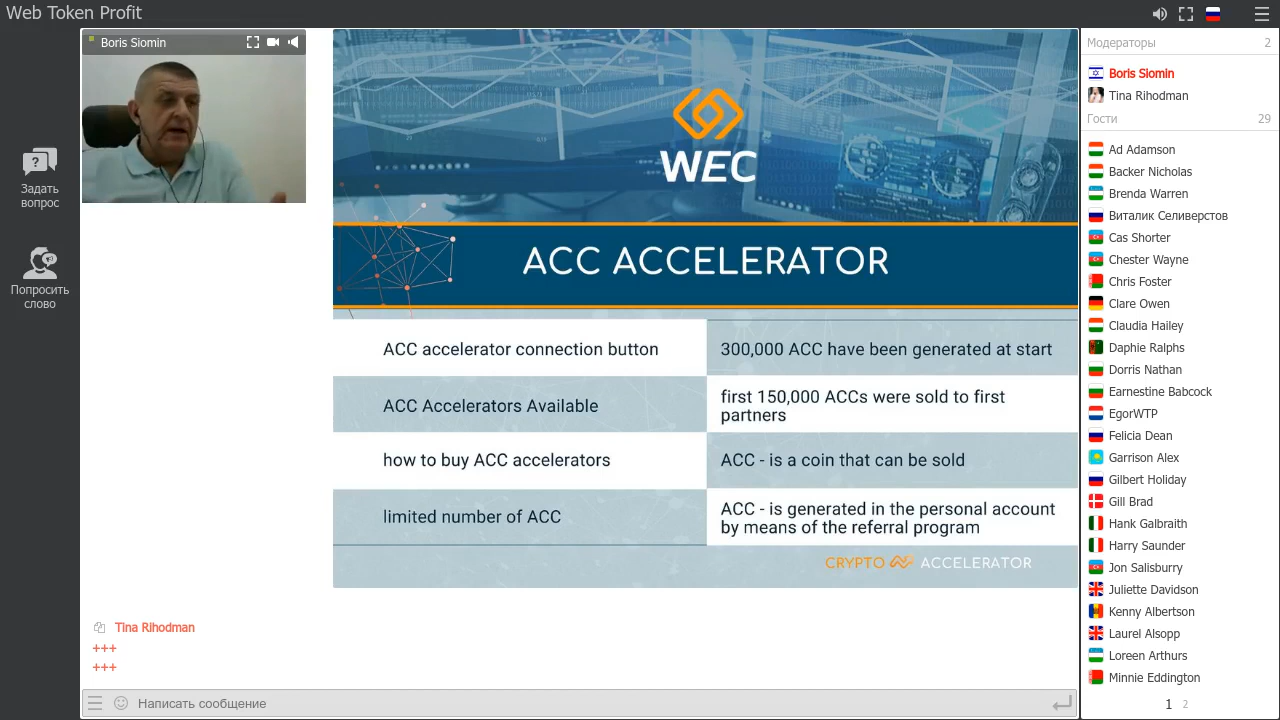 Web Token Profit
Boris Slomin
Задать
вопрос
Попросить
слово
WEC
ACC ACCELERATOR
ACC accelerator connection button
300,000 ACC have been generated at start
ACC Accelerators Available
first 150,000 ACCs were sold to first
partners
how to buy ACC accelerators
ACC - is a coin that can be sold
limited number of ACC
ACC - is generated in the personal account
by means of the referral program
CRYPTO ACCELERATOR
Tina Rihodman
+++
+++
Написать сообщение
Модераторы 2
Boris Slomin
Tina Rihodman
Гости 29
Ad Adamson
Backer Nicholas
Brenda Warren
Виталик Селиверстов
Cas Shorter
Chester Wayne
Chris Foster
Clare Owen
Claudia Hailey
Daphie Ralphs
Dorris Nathan
Earnestine Babcock
EgorWTP
Felicia Dean
Garrison Alex
Gilbert Holiday
Gill Brad
Hank Galbraith
Harry Saunder
Jon Salisburry
Juliette Davidson
Kenny Albertson
Laurel Alsopp
Loreen Arthurs
Minnie Eddington
1 2